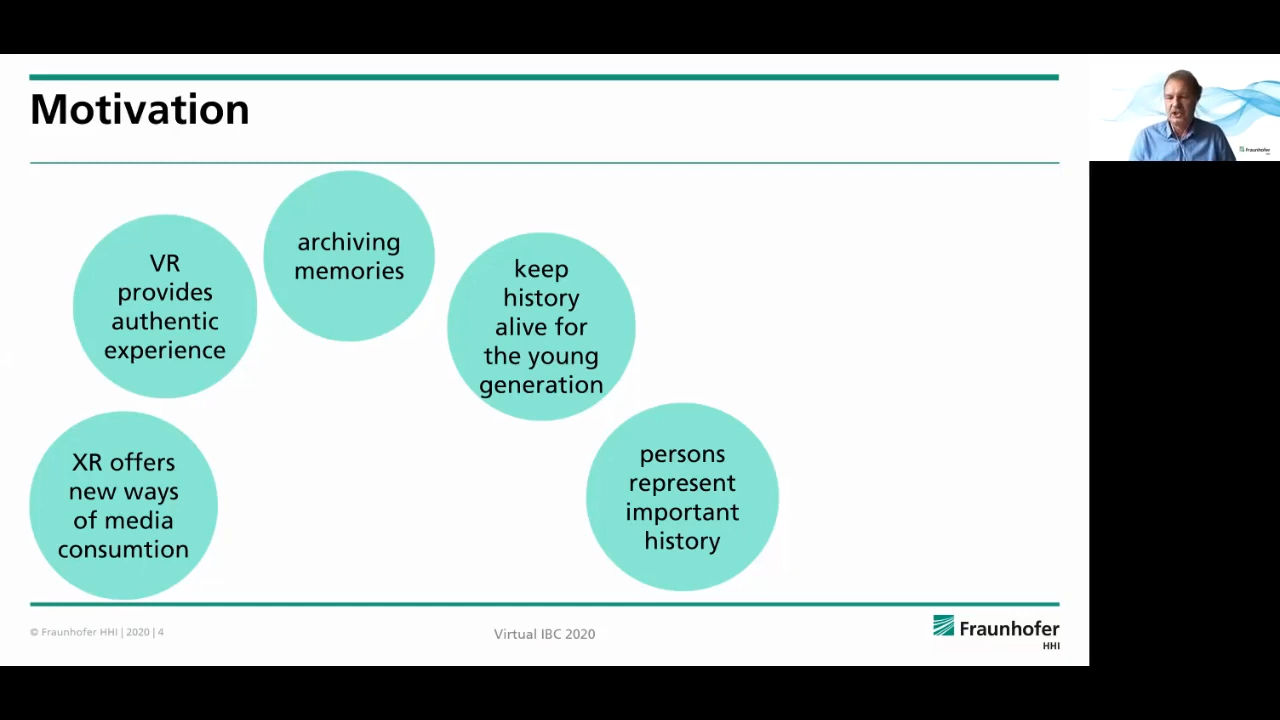 Motivation
VR
provides
authentic
experience
archiving
memories
keep
history
alive for
the young
generation
XR offers
new ways
of media
consumtion
persons
represent
important
history
© Fraunhofer HHI | 2020 | 4
Virtual IBC 2020
Fraunhofer
HHI
Fraunhofer